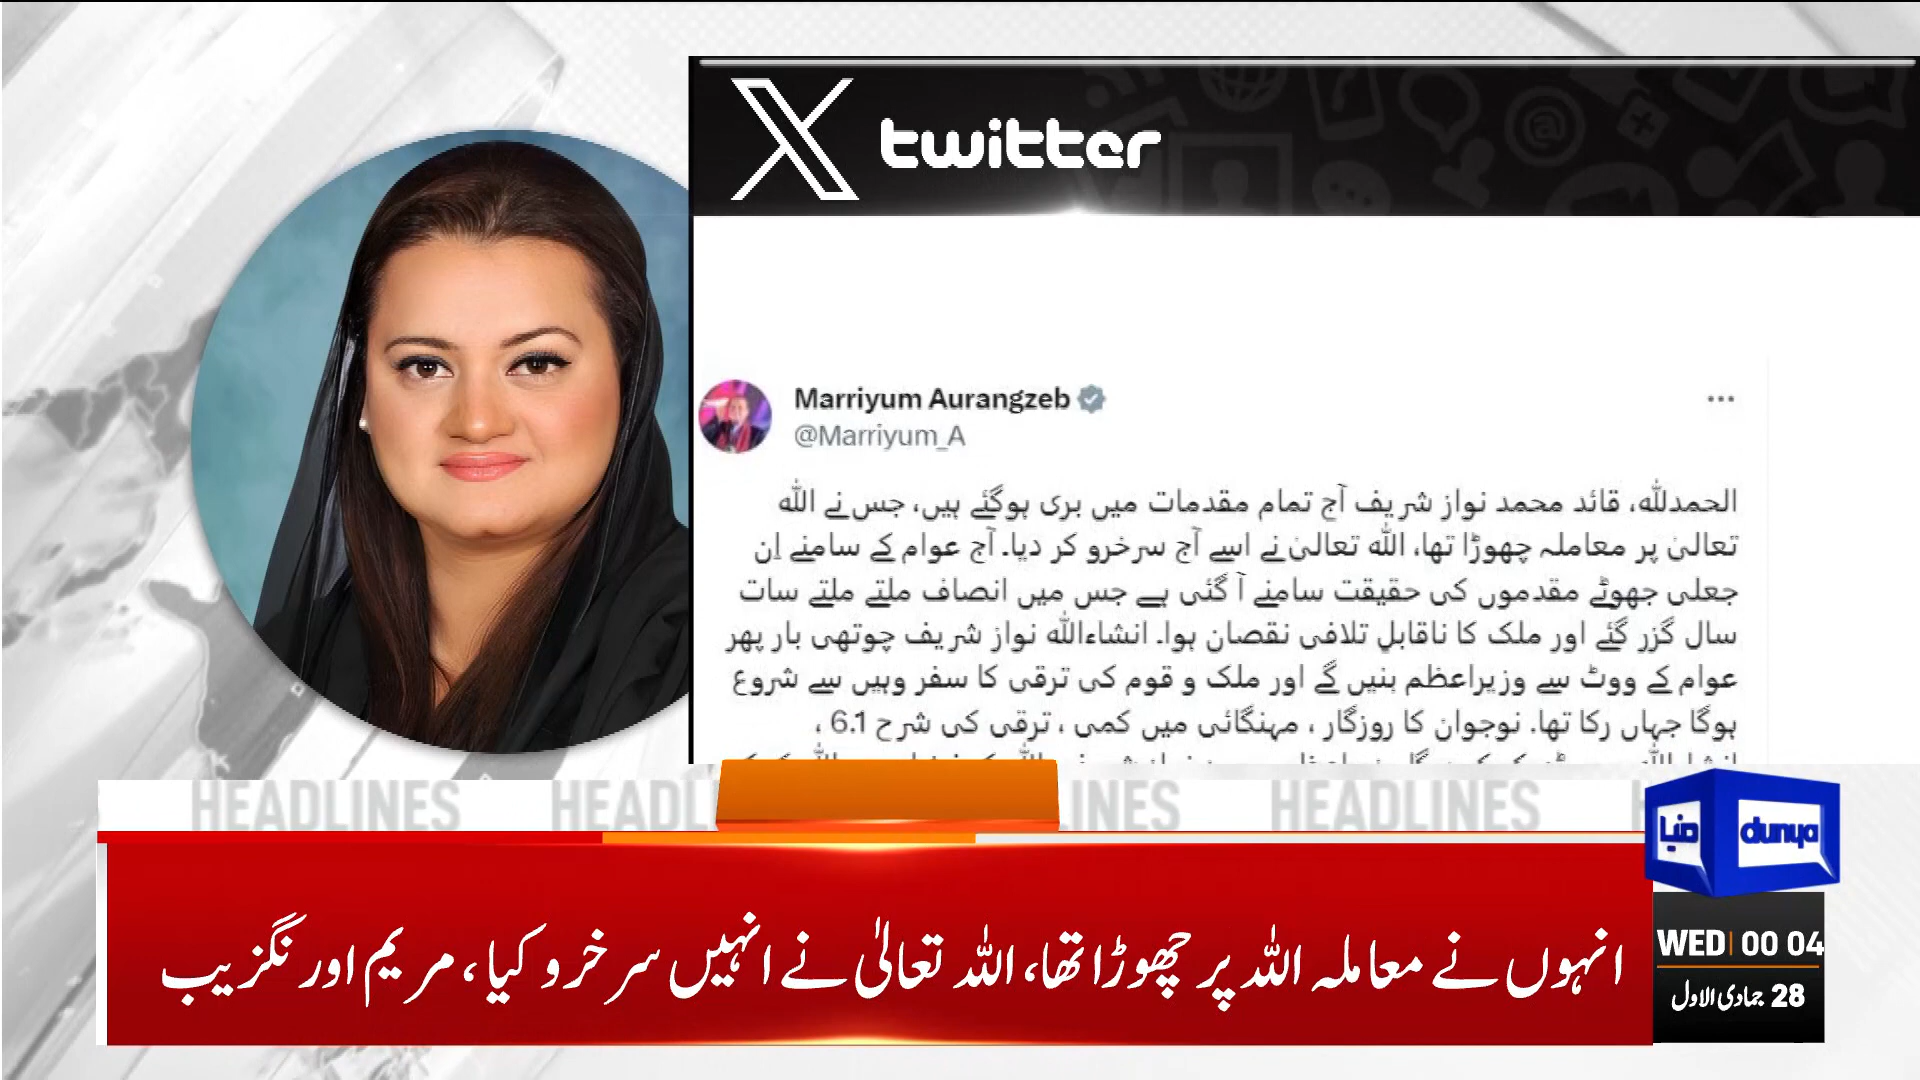 X twitter
Marriyum Aurangzeb
@Marriyum_A
الحمدللہ، قائد محمد نواز شریف آج تمام مقدمات میں بری ہوگئے ہیں، جس نے اللہ
تعالیٰ پر معاملہ چھوڑا تھا، اللہ تعالیٰ نے اسے آج سرخرو کر دیا۔ آج عوام کے سامنے اِن
جعلی جھوٹے مقدموں کی حقیقت سامنے آ گئی ہے جس میں انصاف ملتے ملتے سات
سال گزر گئے اور ملک کا ناقابلِ تلافی نقصان ہوا۔ انشاءاللہ نواز شریف چوتھی بار پھر
عوام کے ووٹ سے وزیراعظم بنیں گے اور ملک و قوم کی ترقی کا سفر وہیں سے شروع
ہوگا جہاں رکا تھا۔ نوجوان کا روزگار ، مہنگائی میں کمی ، ترقی کی شرح 6.1 ،
HEADLINES HEADL LINES HEADLINES
دنیا dunya
انہوں نے معاملہ اللہ پر چھوڑا تھا، اللہ تعالیٰ نے انہیں سرخرو کیا، مریم اورنگزیب
WED 00 04
28 جمادی الاول